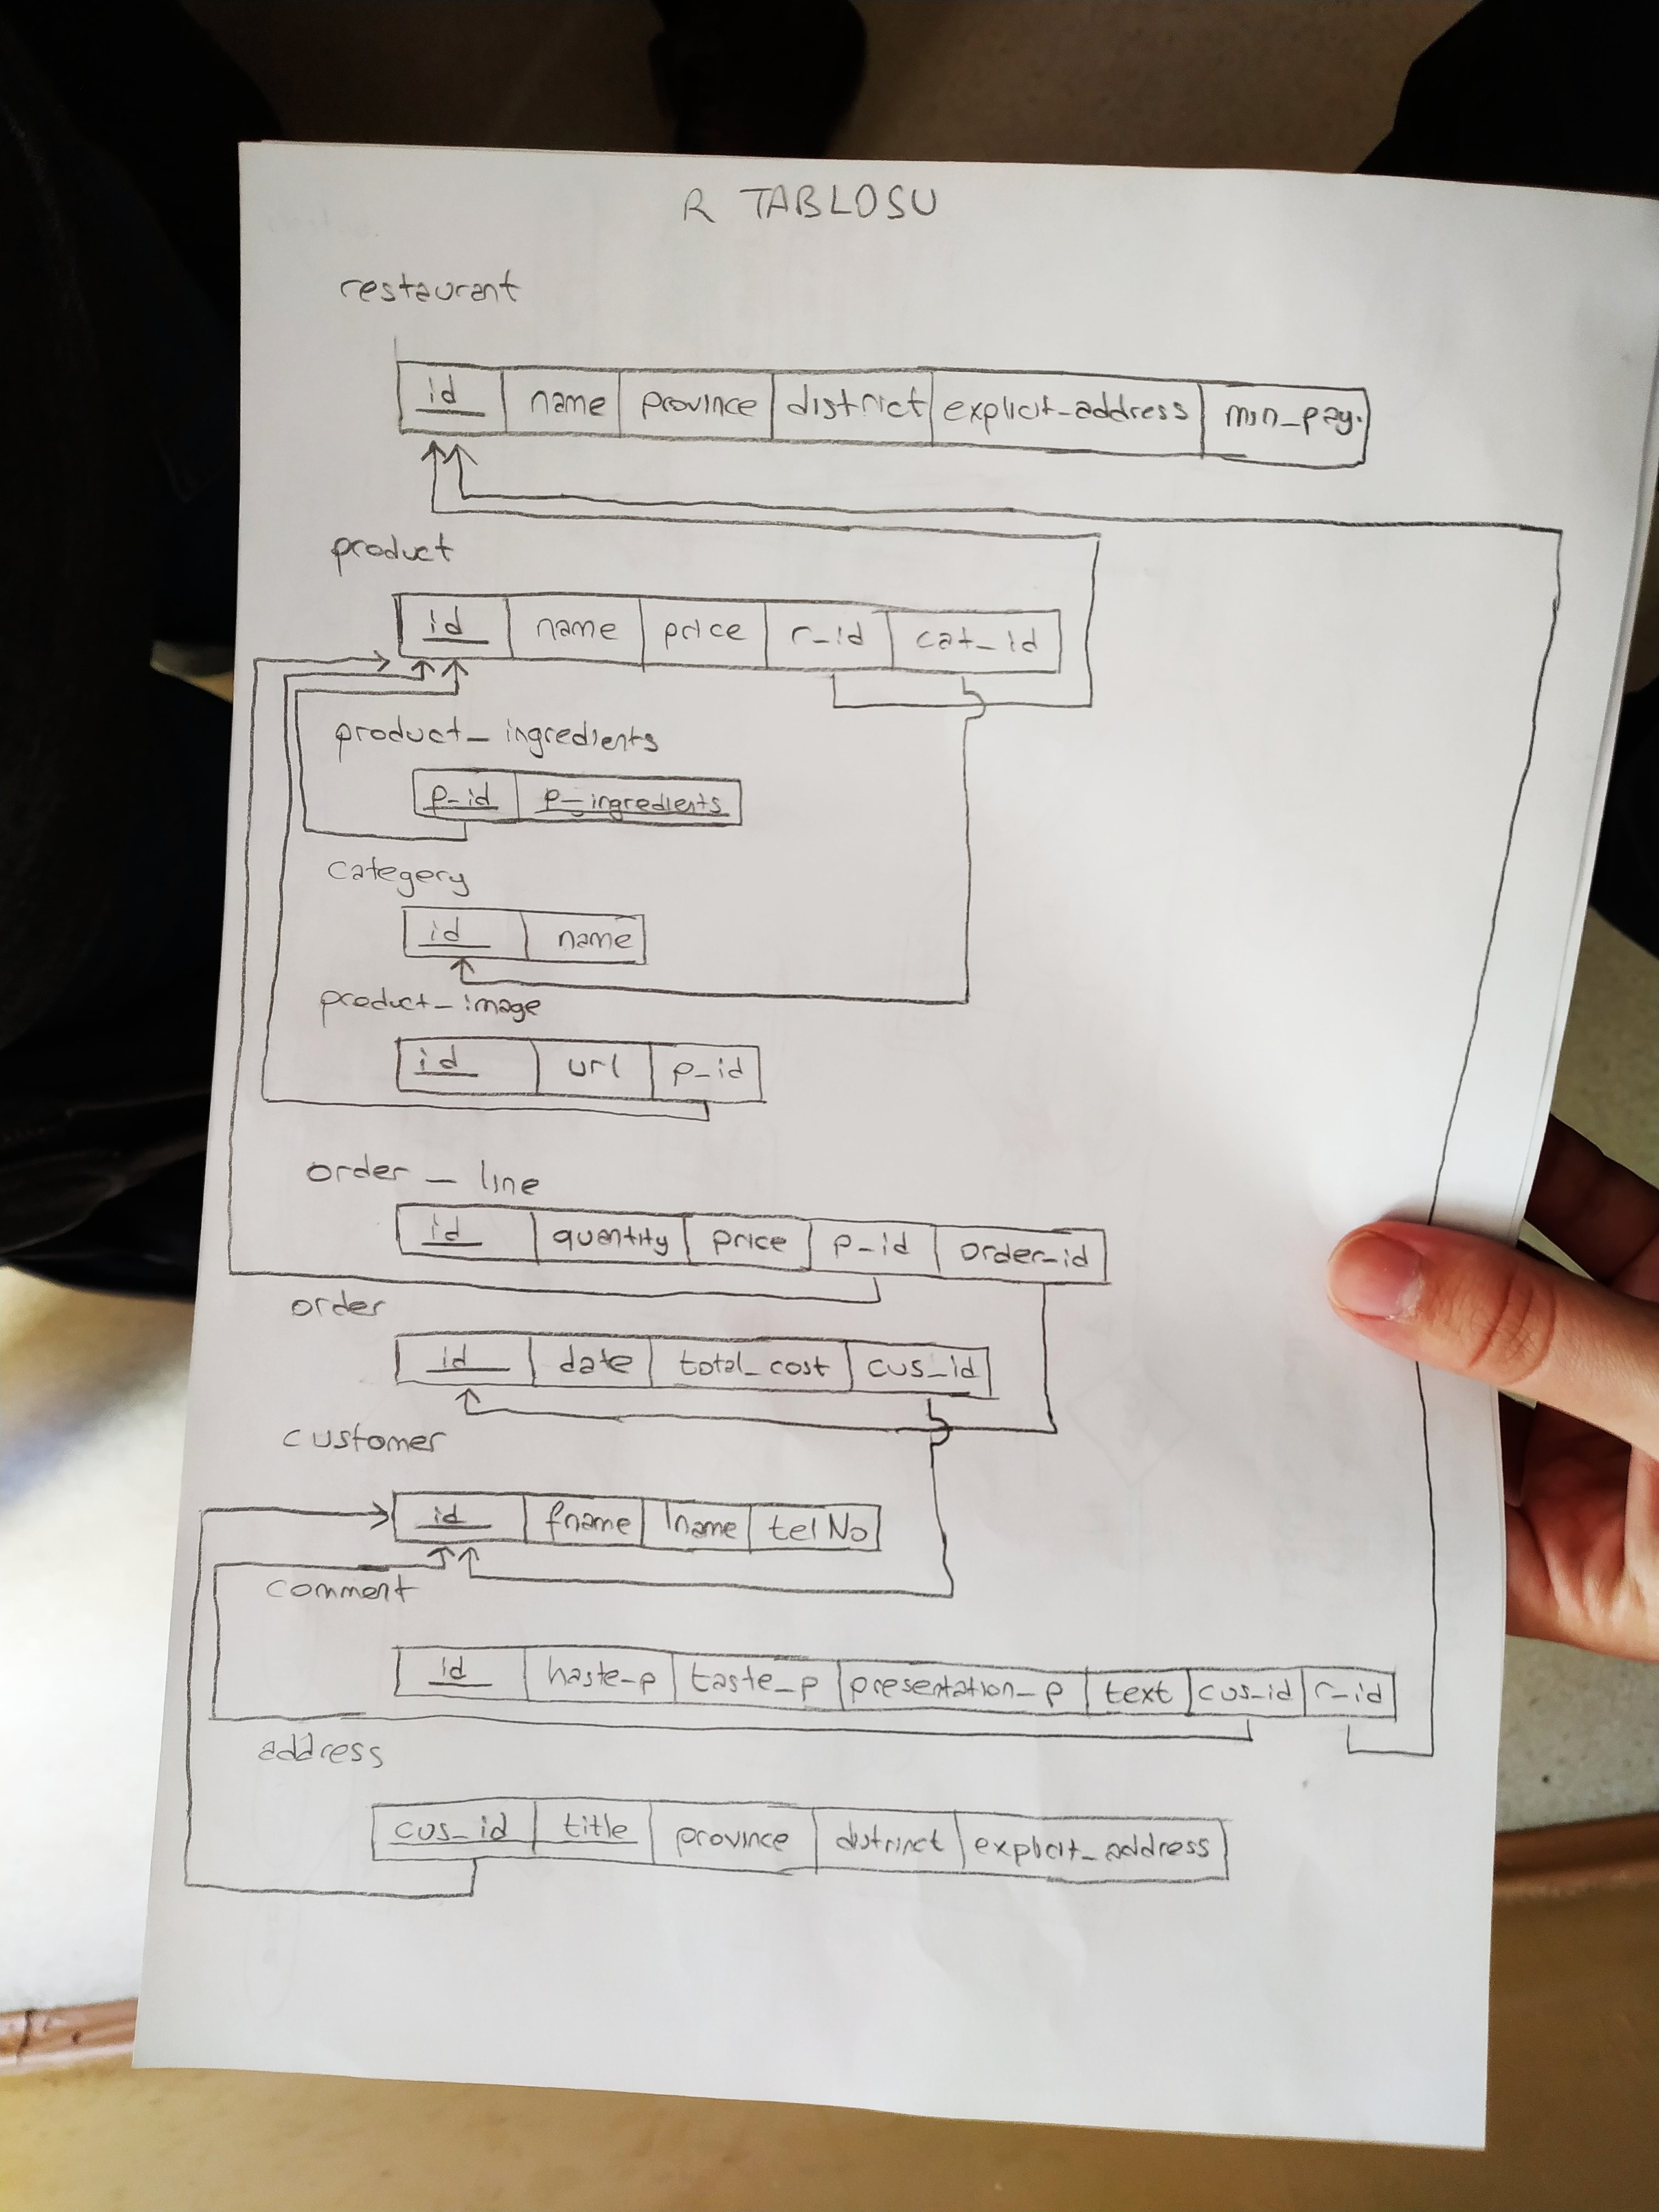 R TABLOSU
restaurant
id name province district explicit_address min_pay.
product
id name price r_id cat_id
product_ingredients
p_id p_ingredients
categery
id name
product_image
id url p_id
order_line
id quantity price p_id order_id
order
id date total_cost cus_id
customer
id fname lname telNo
comment
id haste_p taste_p presentation_p text cus_id r_id
address
cus_id title province distrinct explicit_address